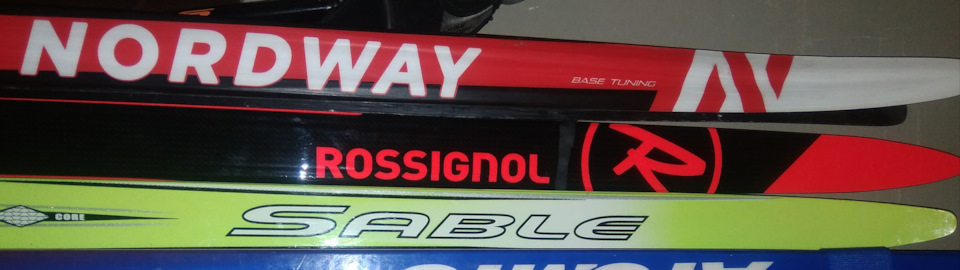 NORDWAY BASE TUNING
ROSSIGNOL R
CORE SABLE